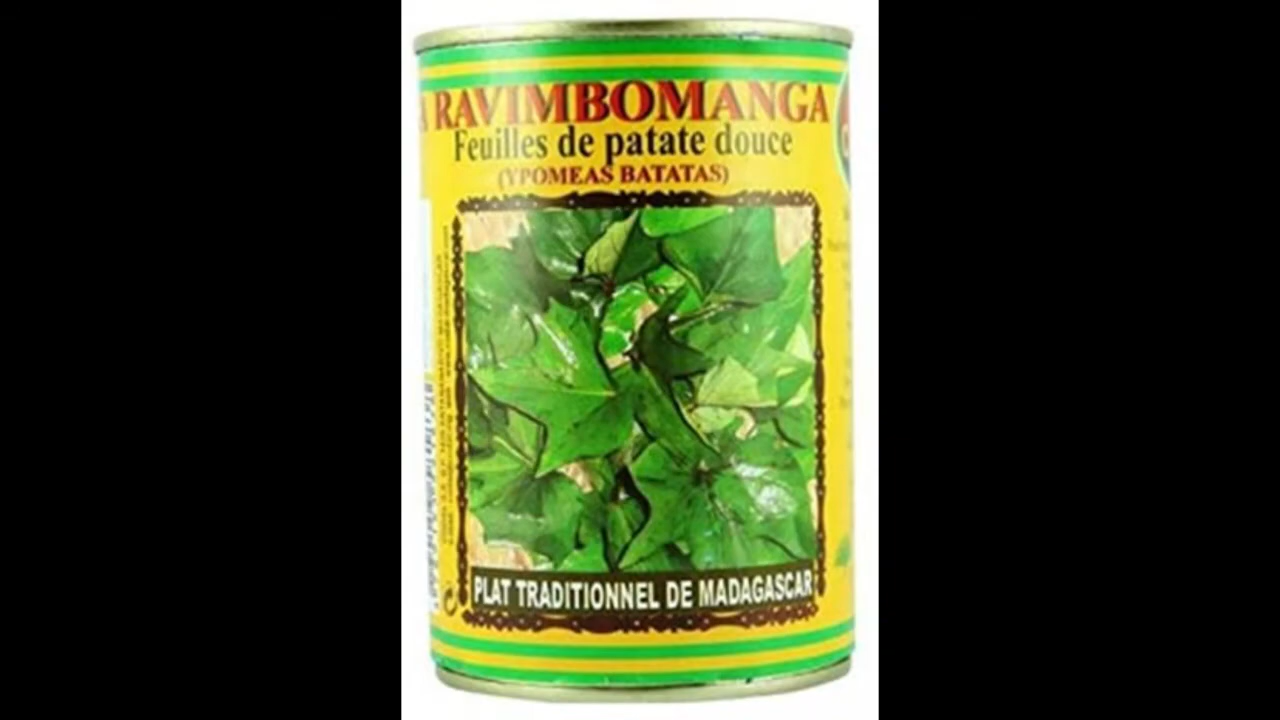 RAVIMBOMANGA
Feuilles de patate douce
(YPOMEAS BATATAS)
PLAT TRADITIONNEL DE MADAGASCAR